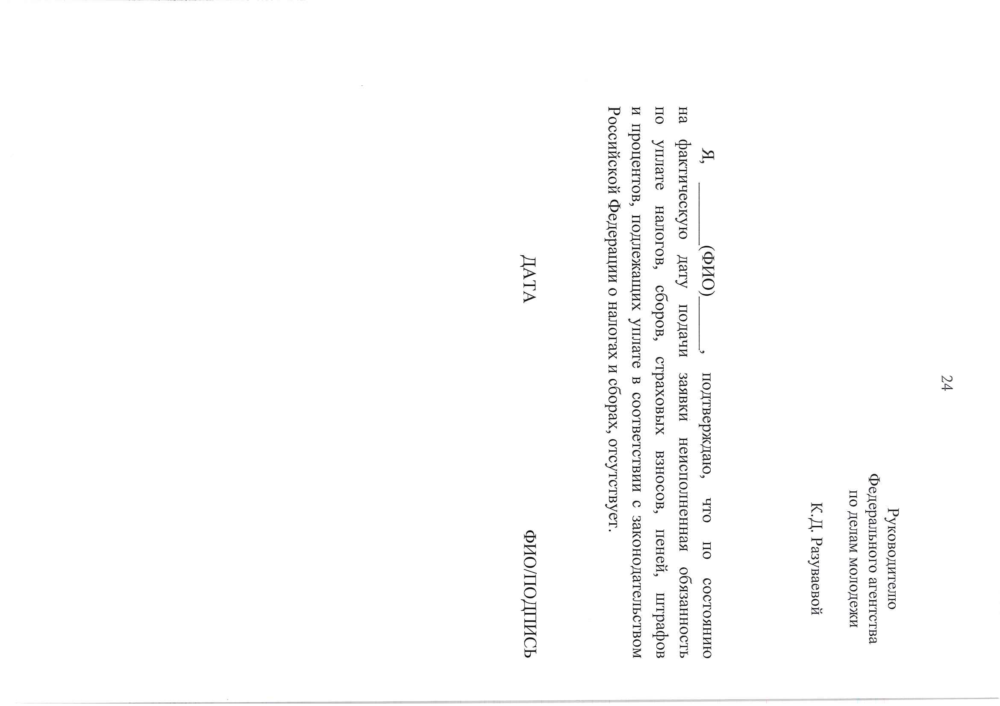 24
Руководителю
Федерального агентства
по делам молодежи
К.Д. Разуваевой
Я, ________(ФИО)_______, подтверждаю, что по состоянию
на фактическую дату подачи заявки неисполненная обязанность
по уплате налогов, сборов, страховых взносов, пеней, штрафов
и процентов, подлежащих уплате в соответствии с законодательством
Российской Федерации о налогах и сборах, отсутствует.
ДАТА ФИО/ПОДПИСЬ